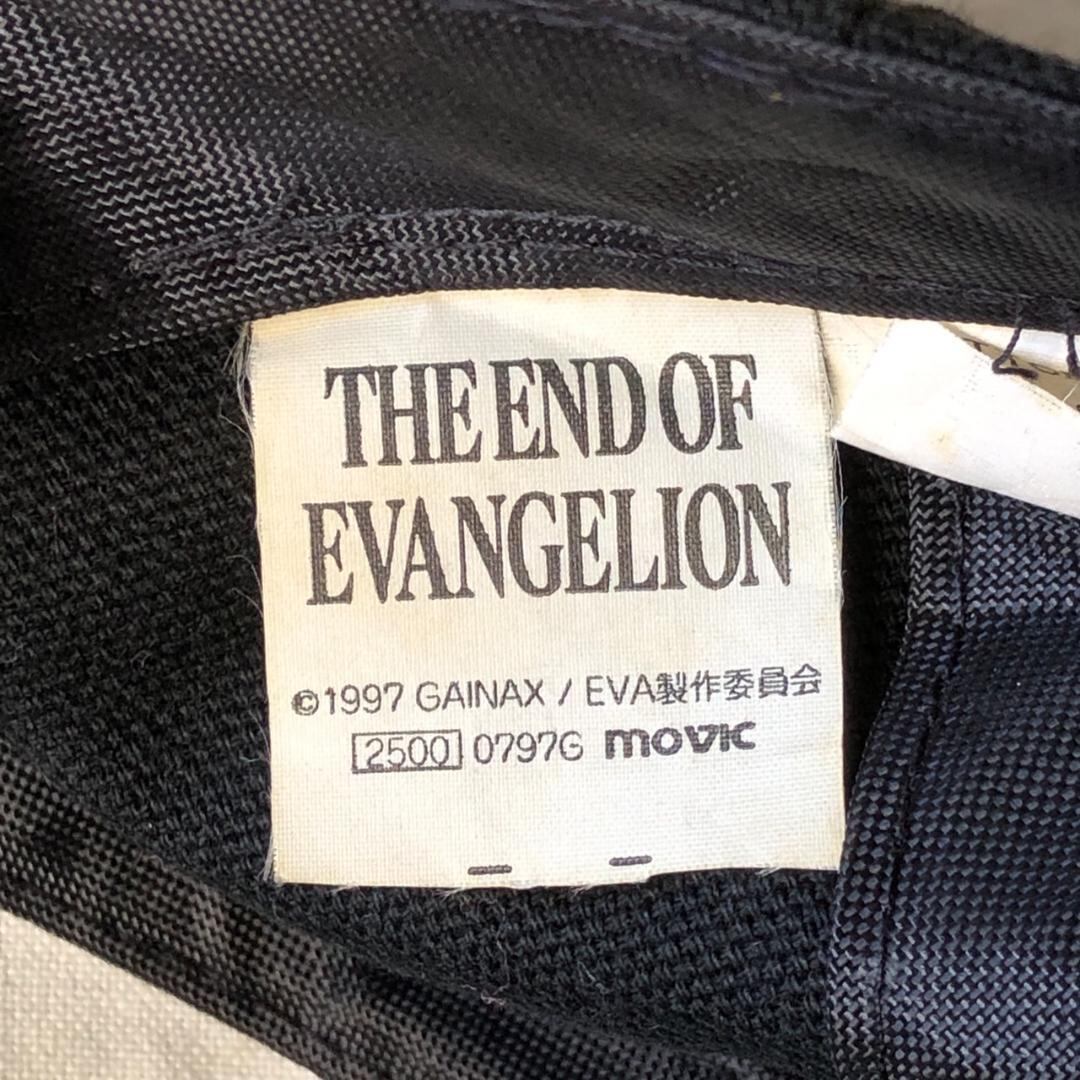 THE END OF
EVANGELION
©1997 GAINAX / EVA製作委員会
2500 0797G movic